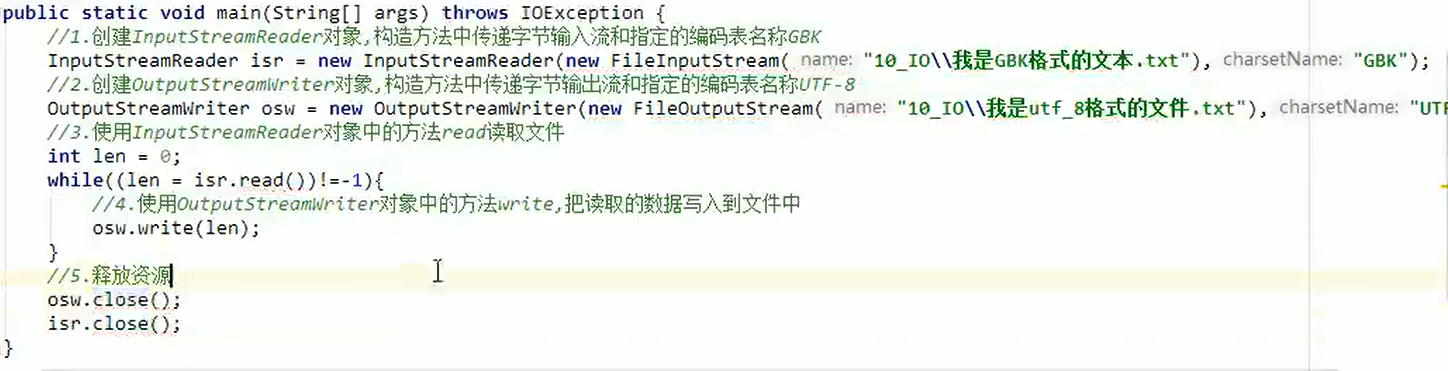 public static void main(String[] args) throws IOException {
//1.创建InputStreamReader对象,构造方法中传递字节输入流和指定的编码表名称GBK
InputStreamReader isr = new InputStreamReader(new FileInputStream( name: "10_IO\\我是GBK格式的文本.txt"), charsetName: "GBK");
//2.创建OutputStreamWriter对象,构造方法中传递字节输出流和指定的编码表名称UTF-8
OutputStreamWriter osw = new OutputStreamWriter(new FileOutputStream( name: "10_IO\\我是utf_8格式的文件.txt"), charsetName: "UTF
//3.使用InputStreamReader对象中的方法read读取文件
int len = 0;
while((len = isr.read())!=-1){
//4.使用OutputStreamWriter对象中的方法write,把读取的数据写入到文件中
osw.write(len);
}
//5.释放资源
osw.close();
isr.close();
}